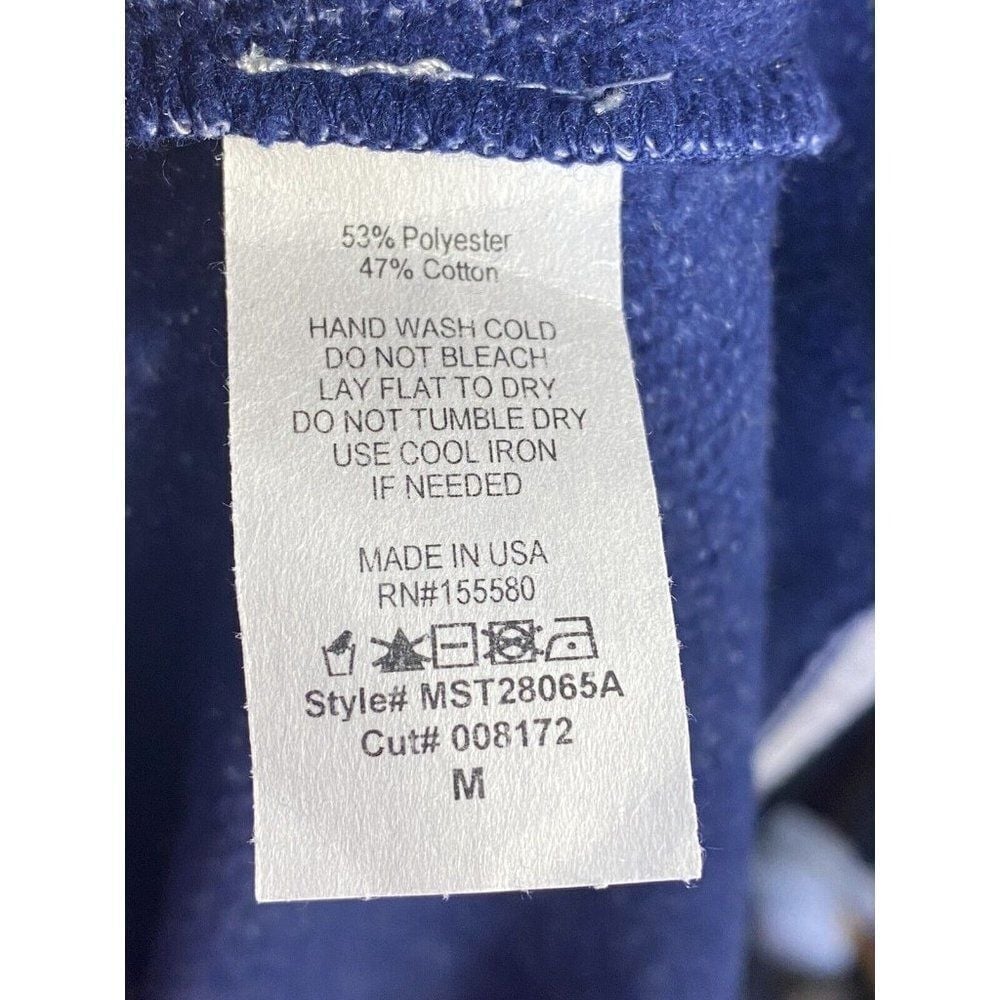 53% Polyester
47% Cotton
HAND WASH COLD
DO NOT BLEACH
LAY FLAT TO DRY
DO NOT TUMBLE DRY
USE COOL IRON
IF NEEDED
MADE IN USA
RN#155580
Style# MST28065A
Cut# 008172
M